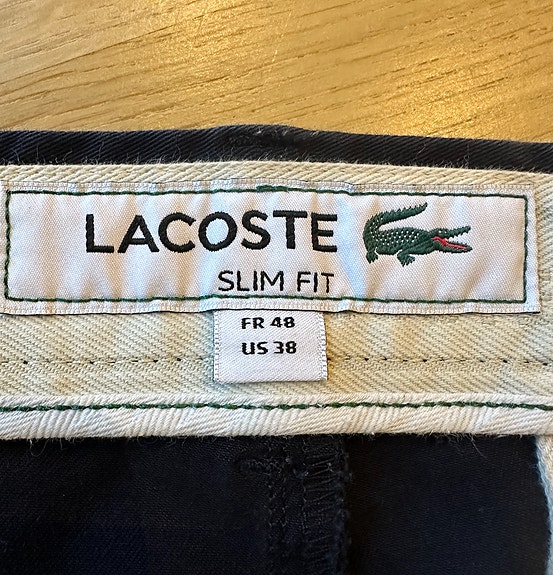 LACOSTE
SLIM FIT
FR 48
US 38